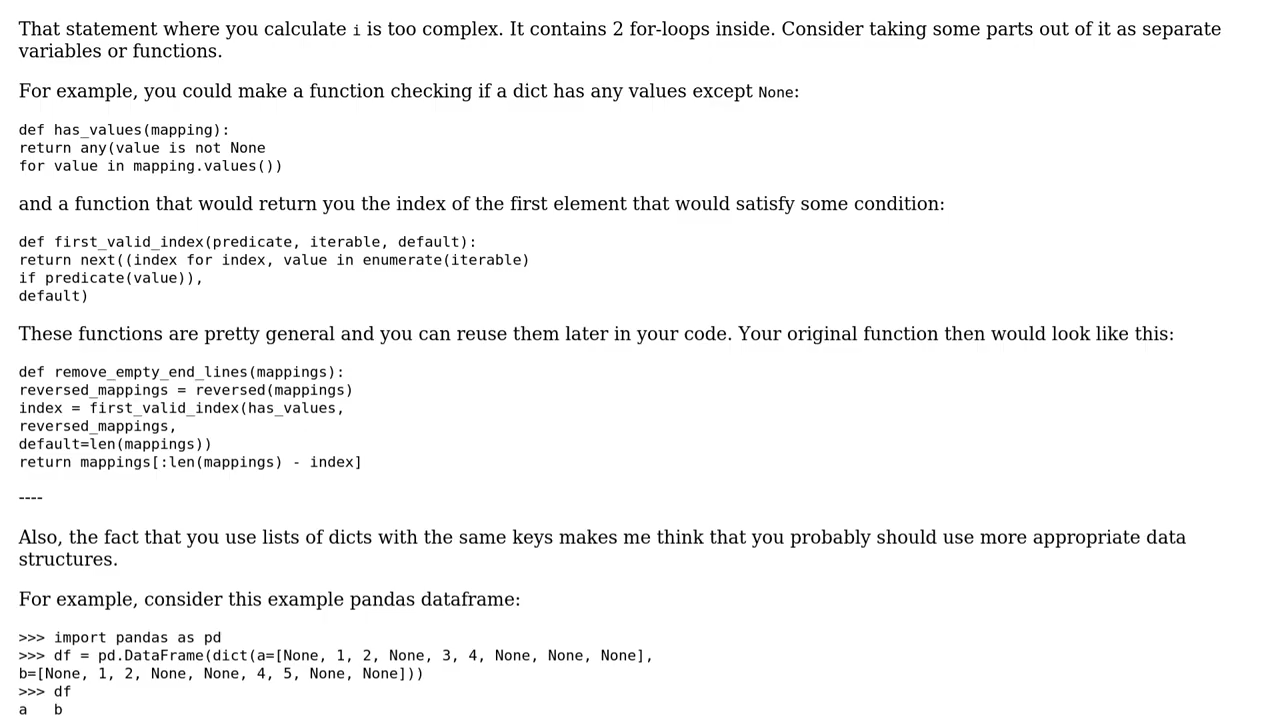 That statement where you calculate i is too complex. It contains 2 for-loops inside. Consider taking some parts out of it as separate
variables or functions.
For example, you could make a function checking if a dict has any values except None:
def has_values(mapping):
return any(value is not None
for value in mapping.values())
and a function that would return you the index of the first element that would satisfy some condition:
def first_valid_index(predicate, iterable, default):
return next((index for index, value in enumerate(iterable)
if predicate(value)),
default)
These functions are pretty general and you can reuse them later in your code. Your original function then would look like this:
def remove_empty_end_lines(mappings):
reversed_mappings = reversed(mappings)
index = first_valid_index(has_values,
reversed_mappings,
default=len(mappings))
return mappings[:len(mappings) - index]
----
Also, the fact that you use lists of dicts with the same keys makes me think that you probably should use more appropriate data
structures.
For example, consider this example pandas dataframe:
>>> import pandas as pd
>>> df = pd.DataFrame(dict(a=[None, 1, 2, None, 3, 4, None, None, None],
b=[None, 1, 2, None, None, 4, 5, None, None]))
>>> df
a   b